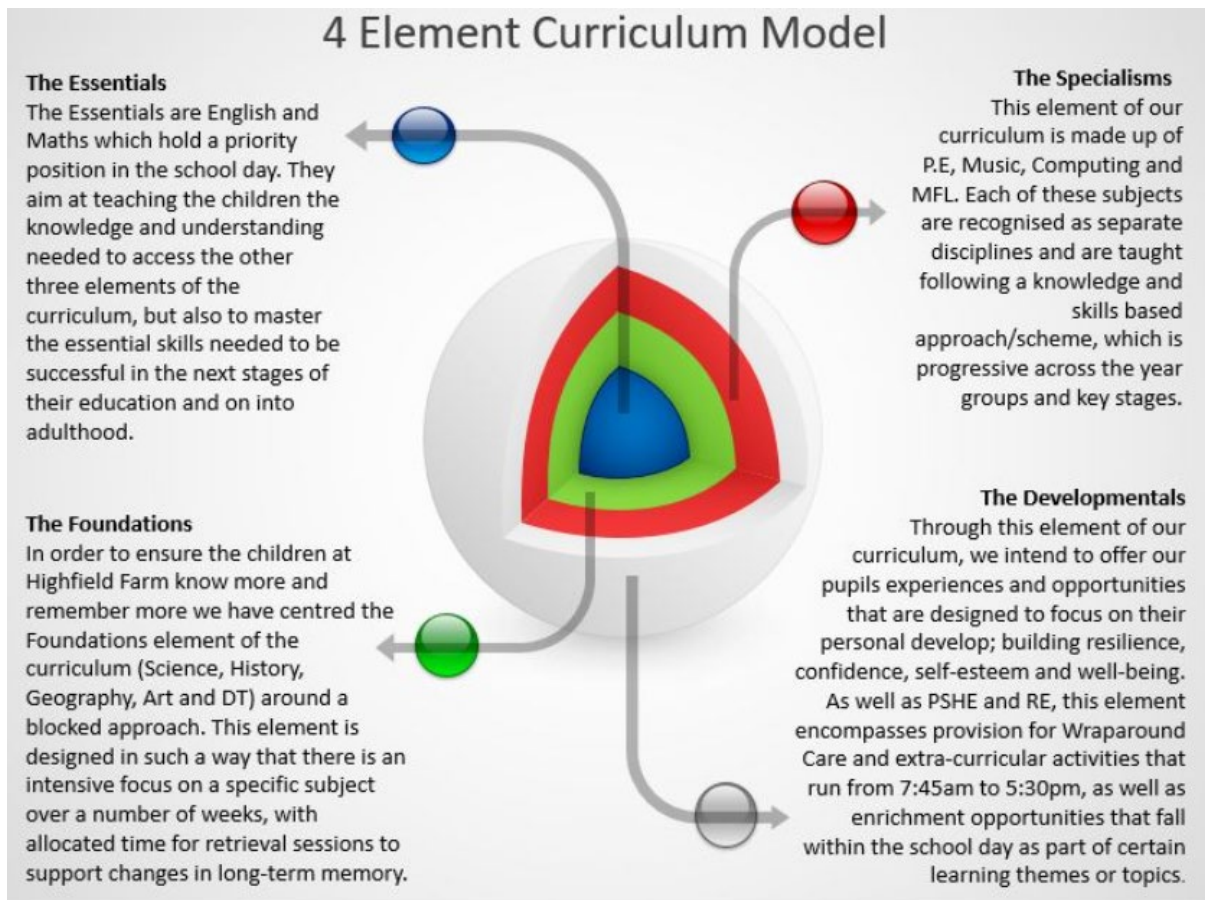 4 Element Curriculum Model
The Essentials
The Essentials are English and
Maths which hold a priority
position in the school day. They
aim at teaching the children the
knowledge and understanding
needed to access the other
three elements of the
curriculum, but also to master
the essential skills needed to be
successful in the next stages of
their education and on into
adulthood.
The Specialisms
This element of our
curriculum is made up of
P.E, Music, Computing and
MFL. Each of these subjects
are recognised as separate
disciplines and are taught
following a knowledge and
skills based
approach/scheme, which is
progressive across the year
groups and key stages.
The Foundations
In order to ensure the children at
Highfield Farm know more and
remember more we have centred the
Foundations element of the
curriculum (Science, History,
Geography, Art and DT) around a
blocked approach. This element is
designed in such a way that there is an
intensive focus on a specific subject
over a number of weeks, with
allocated time for retrieval sessions to
support changes in long-term memory.
The Developmentals
Through this element of our
curriculum, we intend to offer our
pupils experiences and opportunities
that are designed to focus on their
personal develop; building resilience,
confidence, self-esteem and well-being.
As well as PSHE and RE, this element
encompasses provision for Wraparound
Care and extra-curricular activities that
run from 7:45am to 5:30pm, as well as
enrichment opportunities that fall
within the school day as part of certain
learning themes or topics.